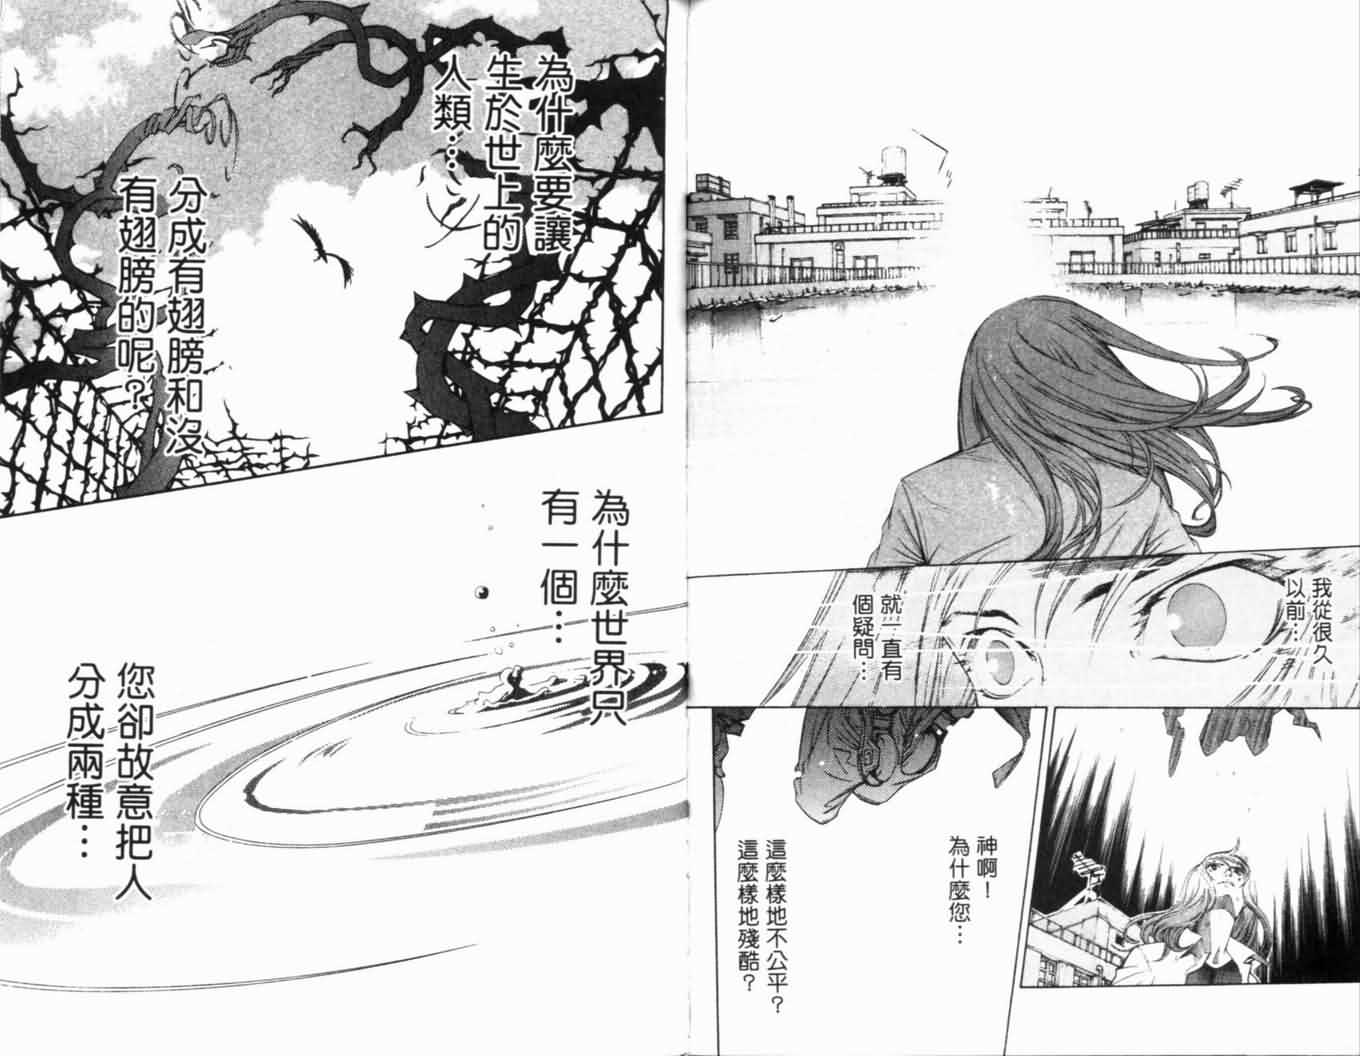 我從很久
以前…
就一直有
個疑問…
神啊！
為什麼您…
這麼樣地不公平？
這麼樣地殘酷？
為什麼要讓
生於世上的
人類…
分成有翅膀和沒
有翅膀的呢？
為什麼世界只
有一個…
您卻故意把人
分成兩種…